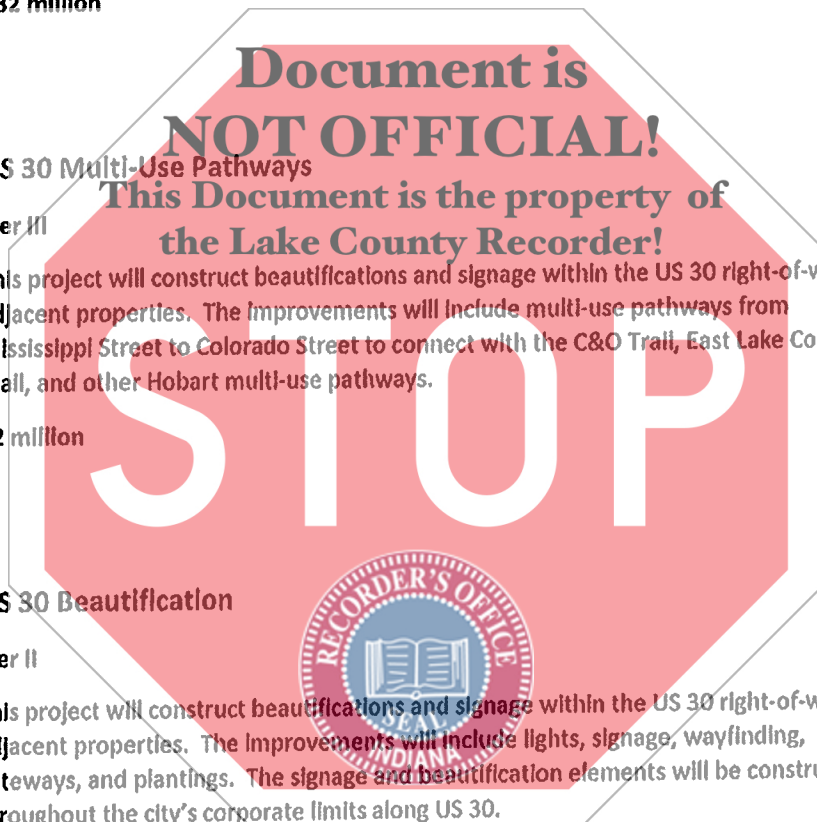 32 million
Document is
NOT OFFICIAL!
S 30 Multi-Use Pathways
This Document is the property of
er III
the Lake County Recorder!
his project will construct beautifications and signage within the US 30 right-of-w
djacent properties. The improvements will include multi-use pathways from
ississippi Street to Colorado Street to connect with the C&O Trail, East Lake Co
ail, and other Hobart multi-use pathways.
STOP
2 million
RECORDER'S OFFICE
S 30 Beautification
er II
his project will construct beautifications and signage within the US 30 right-of-w
SEAL
djacent properties. The improvements will include lights, signage, wayfinding,
INDIANA
teways, and plantings. The signage and beautification elements will be constru
roughout the city's corporate limits along US 30.